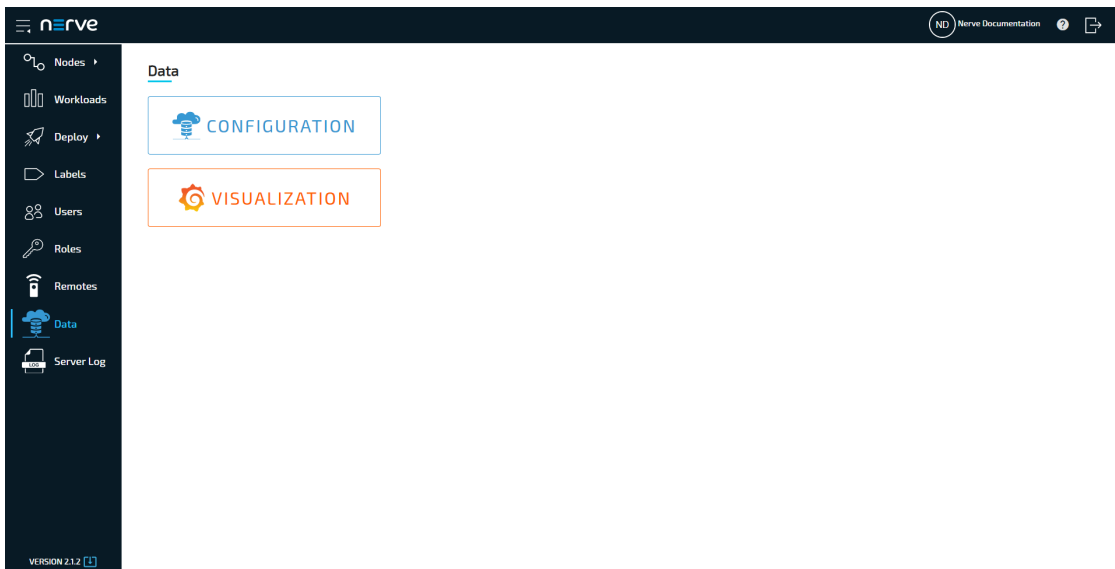 nerve
ND Nerve Documentation ?
Nodes
Workloads
Deploy
Labels
Users
Roles
Remotes
Data
LOG Server Log
VERSION 2.1.2
Data
CONFIGURATION
VISUALIZATION